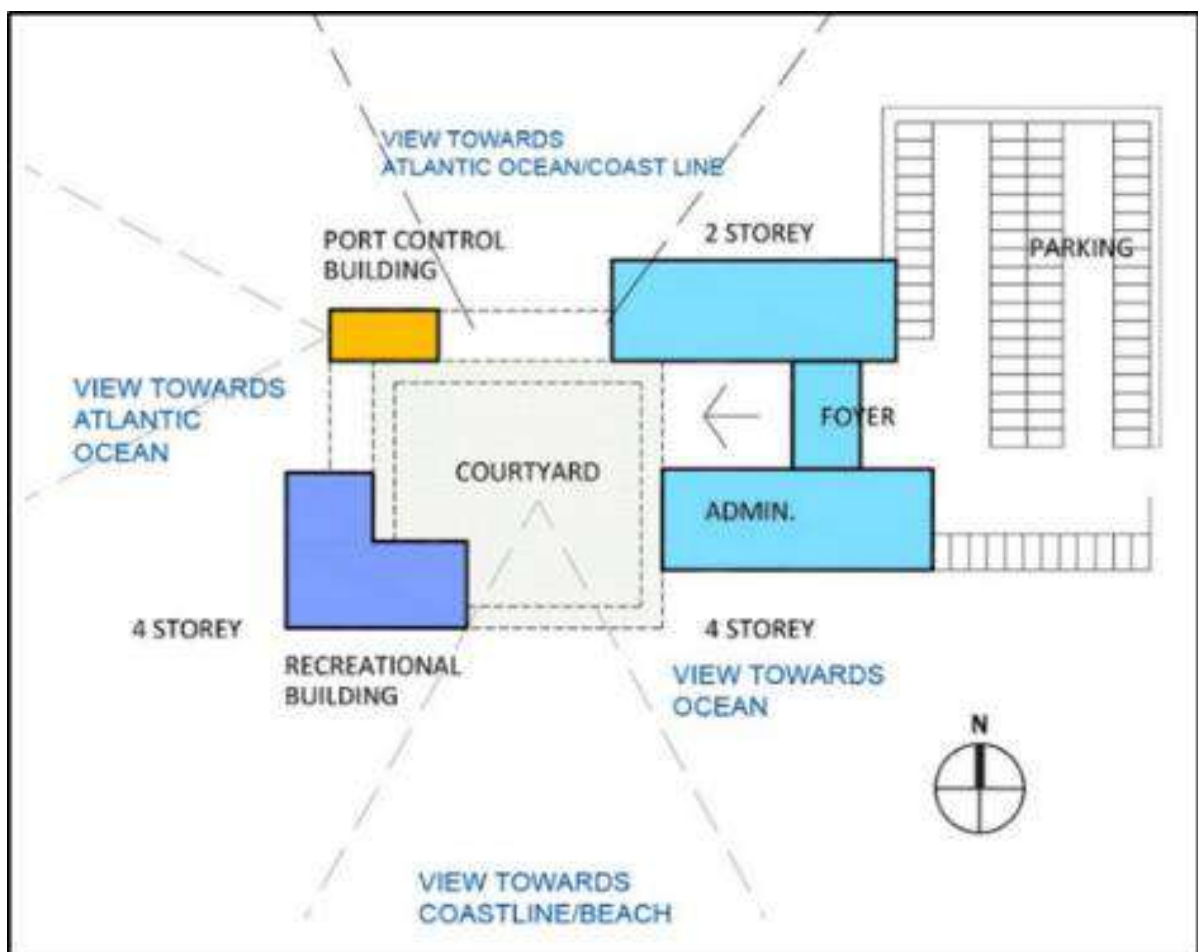 VIEW TOWARDS
ATLANTIC OCEAN/COAST LINE
PORT CONTROL
BUILDING
2 STOREY
PARKING
VIEW TOWARDS
ATLANTIC
OCEAN
FOYER
COURTYARD
ADMIN.
4 STOREY
RECREATIONAL
BUILDING
4 STOREY
VIEW TOWARDS
OCEAN
N
VIEW TOWARDS
COASTLINE/BEACH